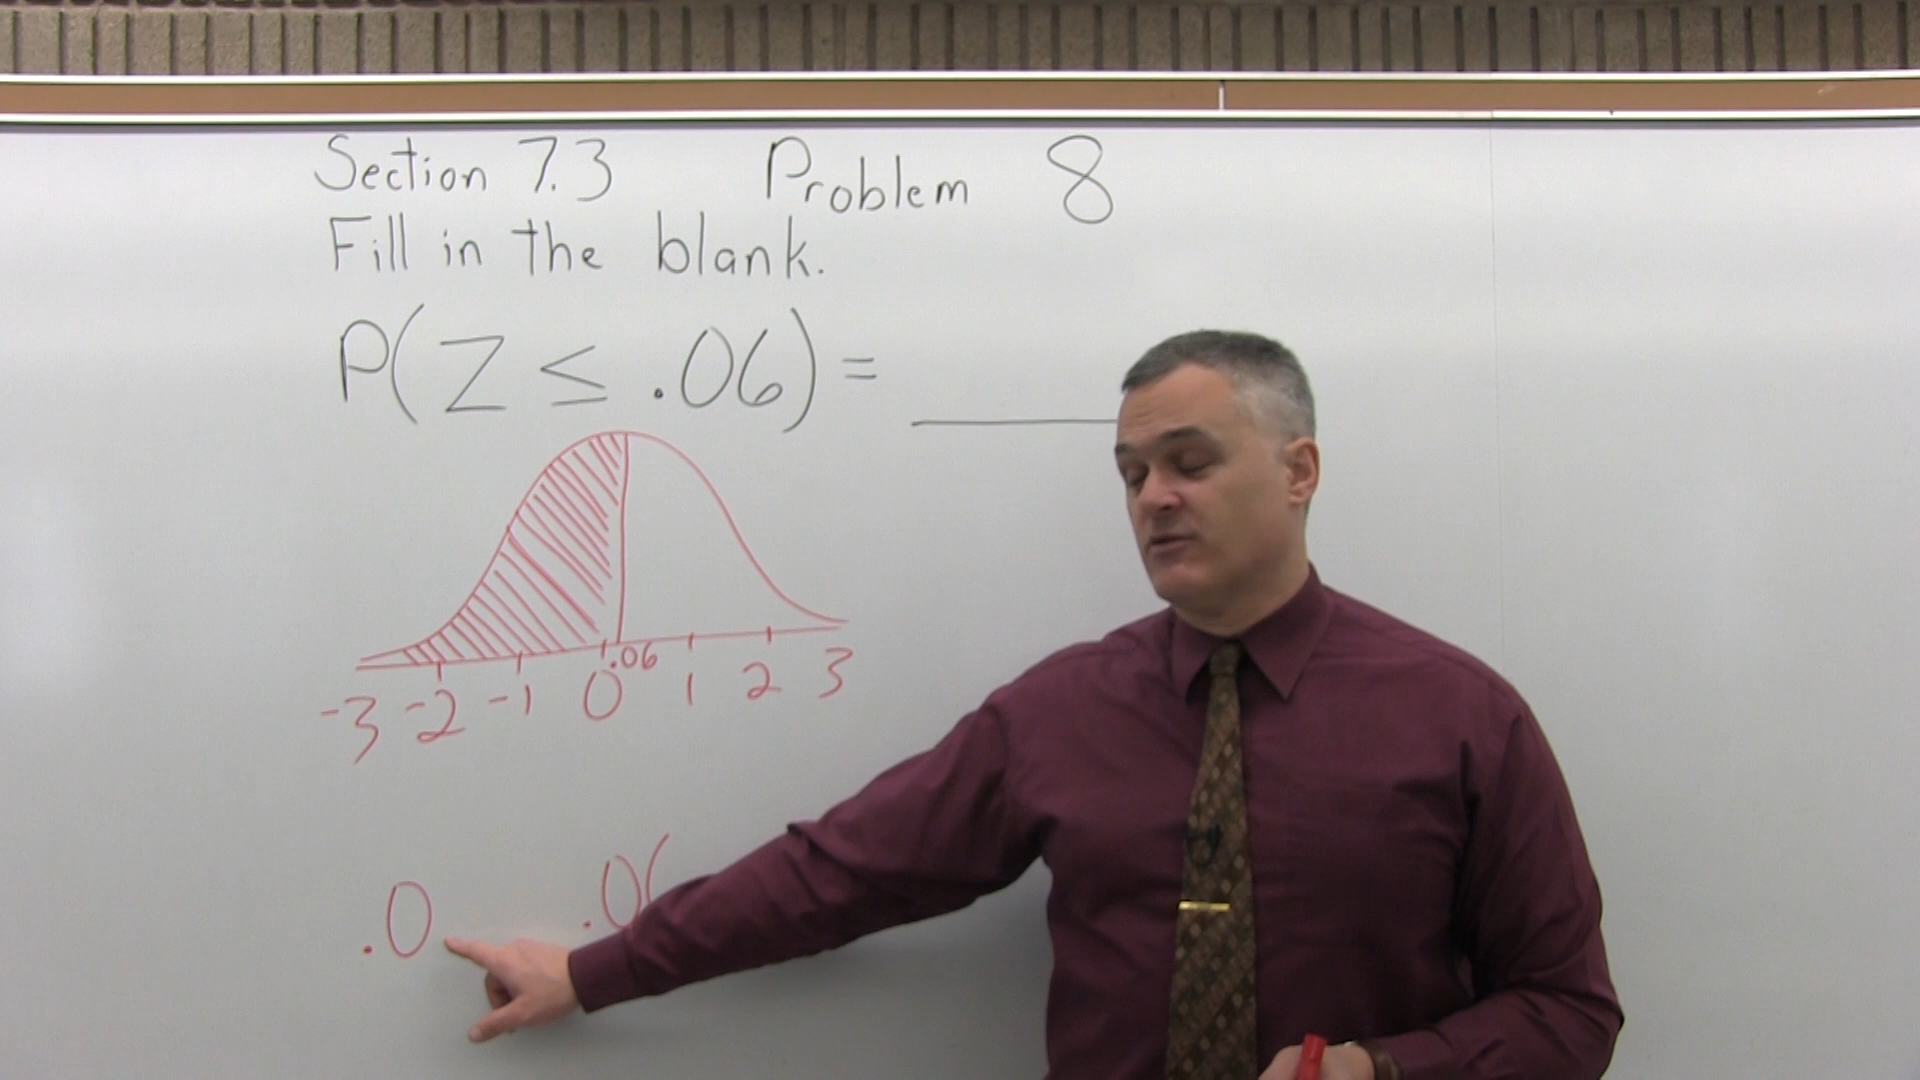 Section 7.3 Problem 8
Fill in the blank.
P(Z ≤ .06) = ______
.06
-3 -2 -1 0 1 2 3
.0 .06